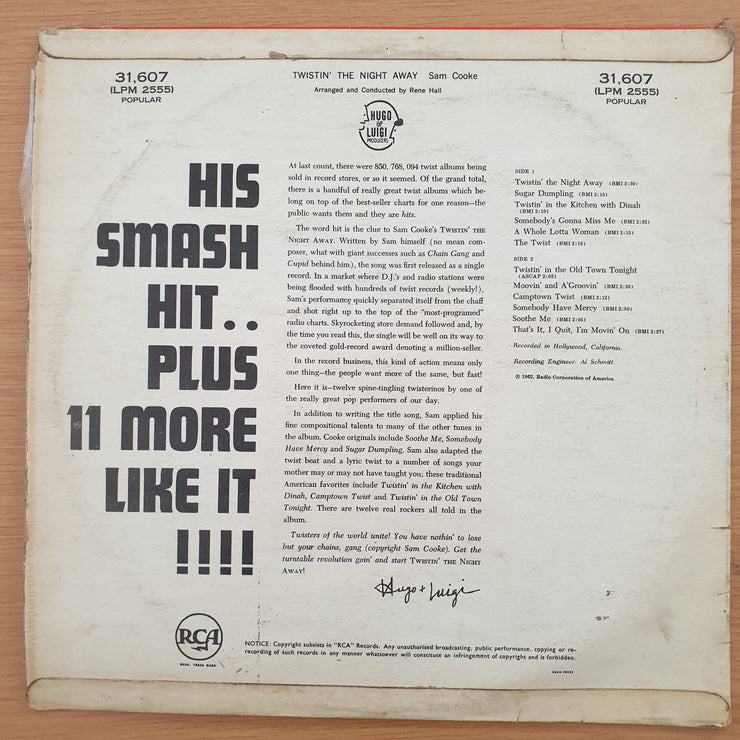 31,607
(LPM 2555)
POPULAR
TWISTIN' THE NIGHT AWAY Sam Cooke
Arranged and Conducted by Rene Hall
HUGO
&
LUIGI
PRODUCERS
31,607
(LPM 2555)
POPULAR
HIS
SMASH
HIT..
PLUS
11 MORE
LIKE IT
!!!!
At last count, there were 850, 768, 094 twist albums being
sold in record stores, or so it seemed. Of the grand total,
there is a handful of really great twist albums which be-
long on top of the best-seller charts for one reason—the
public wants them and they are hits.
The word hit is the clue to Sam Cooke's TWISTIN' THE
NIGHT AWAY. Written by Sam himself (no mean com-
poser, what with giant successes such as Chain Gang and
Cupid behind him), the song was first released as a single
record. In a market where D.J.'s and radio stations were
being flooded with hundreds of twist records (weekly!),
Sam's performance quickly separated itself from the chaff
and shot right up to the top of the "most-programed"
radio charts. Skyrocketing store demand followed and, by
the time you read this, the single will be well on its way to
the coveted gold-record award denoting a million-seller.
In the record business, this kind of action means only
one thing—the people want more of the same, but fast!
Here it is—twelve spine-tingling twisterinos by one of
the really great pop performers of our day.
In addition to writing the title song, Sam applied his
fine compositional talents to many of the other tunes in
the album. Cooke originals include Soothe Me, Somebody
Have Mercy and Sugar Dumpling. Sam also adapted the
twist beat and a lyric twist to a number of songs your
mother may or may not have taught you; these traditional
American favorites include Twistin' in the Kitchen with
Dinah, Camptown Twist and Twistin' in the Old Town
Tonight. There are twelve real rockers all told in the
album.
Twisters of the world unite! You have nothin' to lose
but your chains, gang (copyright Sam Cooke). Get the
turntable revolution goin' and start TWISTIN' THE NIGHT
AWAY!
Hugo + Luigi
SIDE 1
Twistin' the Night Away (BMI 2:30)
Sugar Dumpling (BMI 2:15)
Twistin' in the Kitchen with Dinah
(BMI 2:10)
Somebody's Gonna Miss Me (BMI 2:52)
A Whole Lotta Woman (BMI 2:15)
The Twist (BMI 2:15)
SIDE 2
Twistin' in the Old Town Tonight
(ASCAP 2:02)
Moovin' and A'Groovin' (BMI 2:35)
Camptown Twist (BMI 2:12)
Somebody Have Mercy (BMI 2:50)
Soothe Me (BMI 2:05)
That's It, I Quit, I'm Movin' On (BMI 2:27)
Recorded in Hollywood, California.
Recording Engineer: Al Schmitt.
© 1962, Radio Corporation of America
RCA
REGD. TRADE MARK
NOTICE: Copyright subsists in "RCA" Records. Any unauthorised broadcasting, public performance, copying or re-
recording of such records in any manner whatsoever will constitute an infringement of copyright and is forbidden.